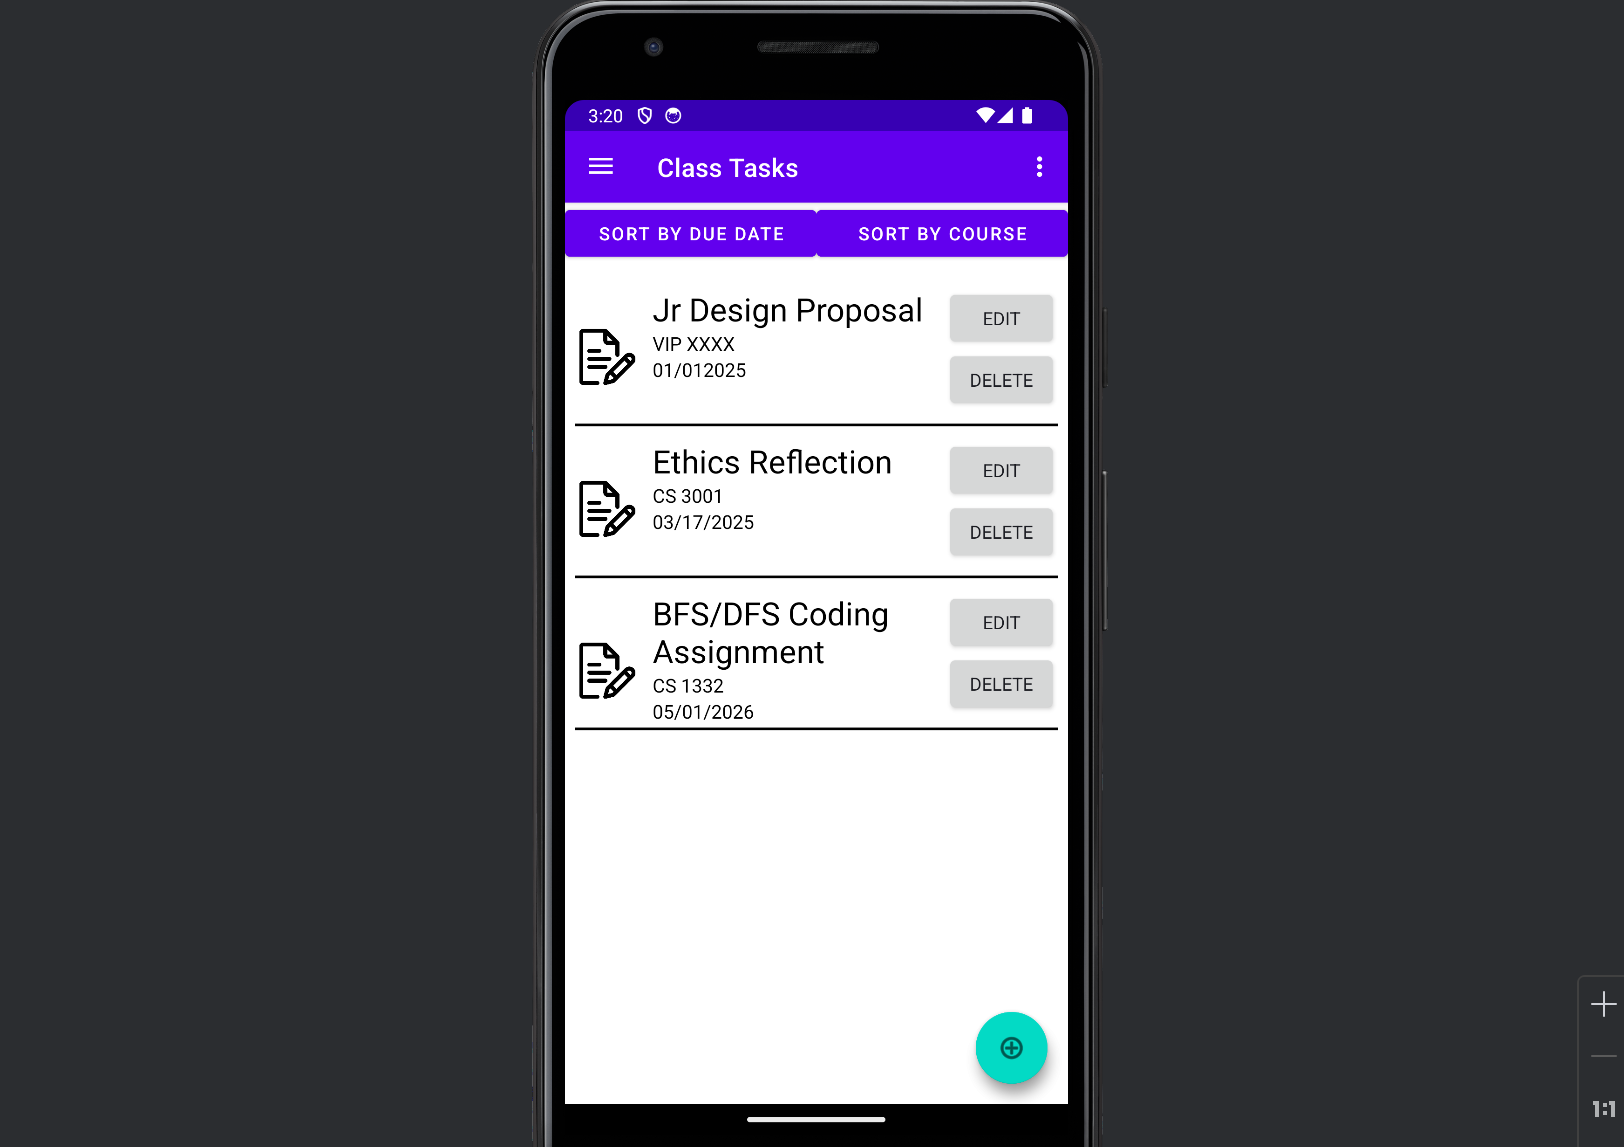 3:20
Class Tasks
SORT BY DUE DATE
SORT BY COURSE
Jr Design Proposal
VIP XXXX
01/012025
EDIT
DELETE
Ethics Reflection
CS 3001
03/17/2025
EDIT
DELETE
BFS/DFS Coding
Assignment
CS 1332
05/01/2026
EDIT
DELETE
1:1